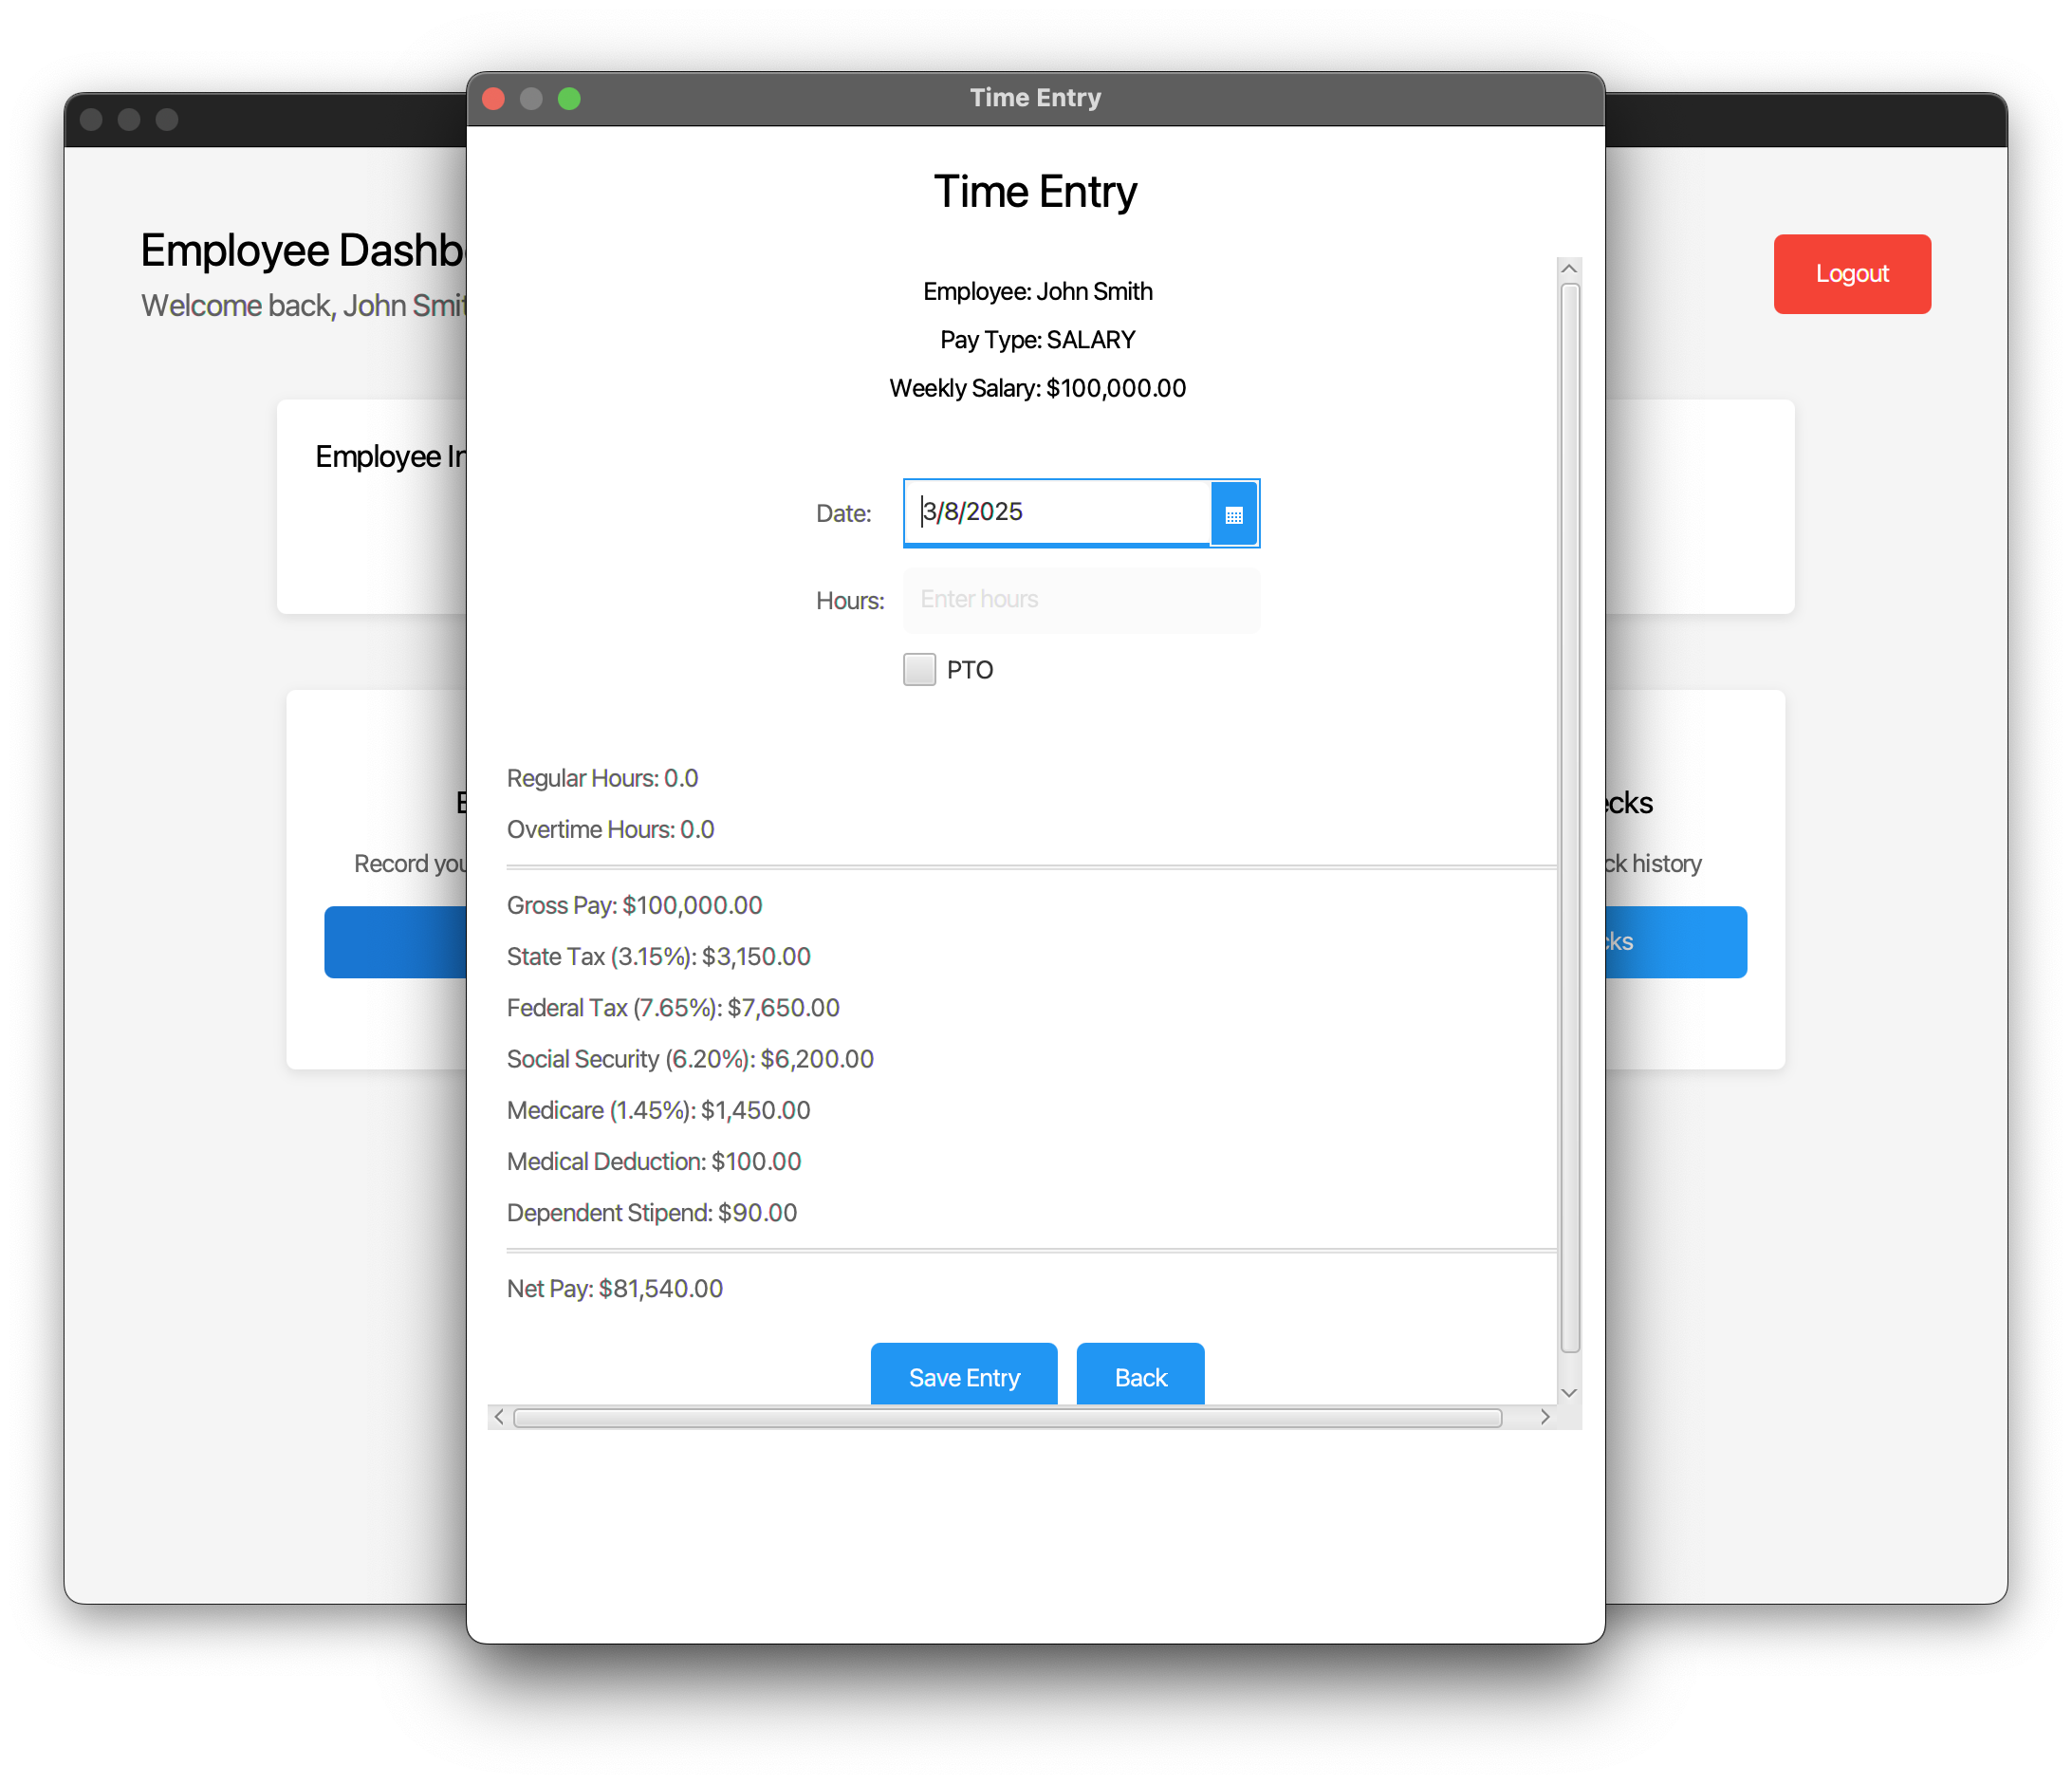 Time Entry
Time Entry
Employee Dashb
Welcome back, John Smi
Logout
Employee: John Smith
Pay Type: SALARY
Weekly Salary: $100,000.00
Employee In
Date: 3/8/2025
Hours: Enter hours
PTO
Regular Hours: 0.0
Overtime Hours: 0.0
E
ecks
Record you
ck history
cks
Gross Pay: $100,000.00
State Tax (3.15%): $3,150.00
Federal Tax (7.65%): $7,650.00
Social Security (6.20%): $6,200.00
Medicare (1.45%): $1,450.00
Medical Deduction: $100.00
Dependent Stipend: $90.00
Net Pay: $81,540.00
Save Entry
Back